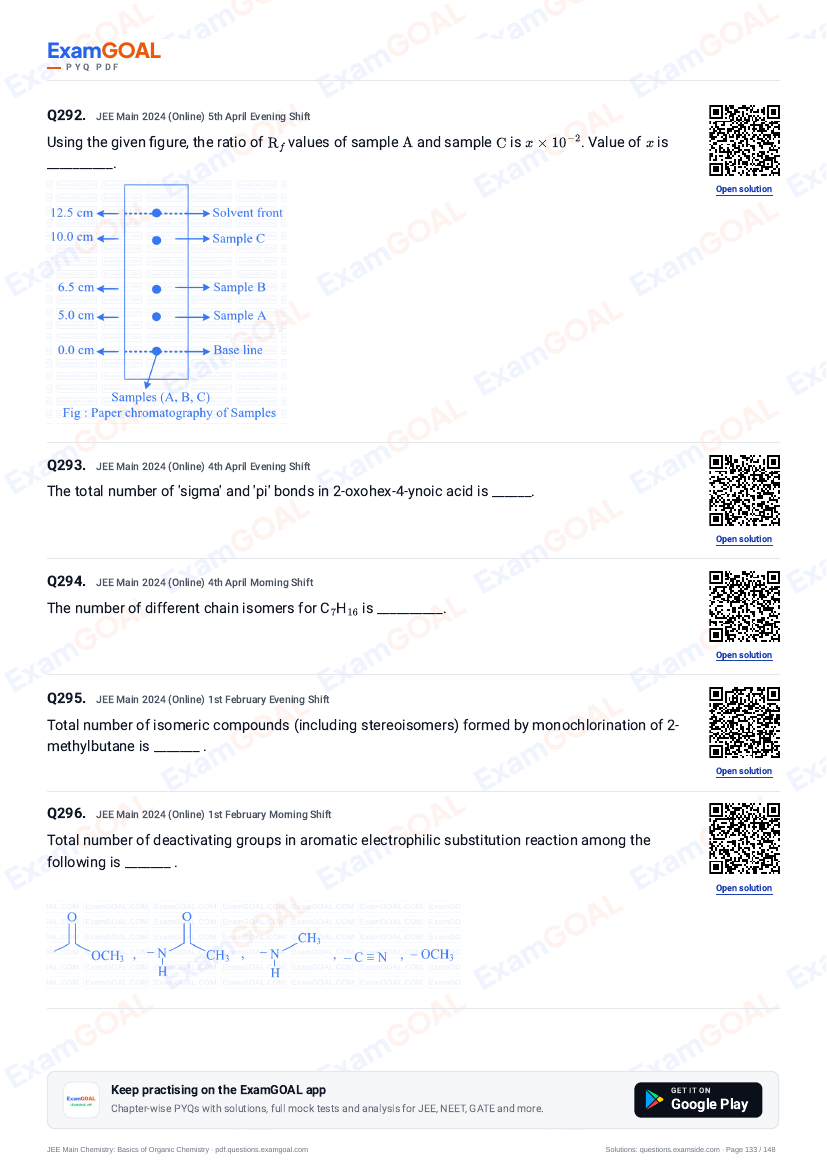 ExamGOAL
PYQ PDF
Q292. JEE Main 2024 (Online) 5th April Evening Shift
Using the given figure, the ratio of R_f values of sample A and sample C is x × 10⁻². Value of x is
__________.
Open solution
12.5 cm Solvent front
10.0 cm Sample C
6.5 cm Sample B
5.0 cm Sample A
0.0 cm Base line
Samples (A, B, C)
Fig : Paper chromatography of Samples
Q293. JEE Main 2024 (Online) 4th April Evening Shift
The total number of 'sigma' and 'pi' bonds in 2-oxohex-4-ynoic acid is ______.
Open solution
Q294. JEE Main 2024 (Online) 4th April Morning Shift
The number of different chain isomers for C₇H₁₆ is __________.
Open solution
Q295. JEE Main 2024 (Online) 1st February Evening Shift
Total number of isomeric compounds (including stereoisomers) formed by monochlorination of 2-
methylbutane is _______ .
Open solution
Q296. JEE Main 2024 (Online) 1st February Morning Shift
Total number of deactivating groups in aromatic electrophilic substitution reaction among the
following is _______ .
Open solution
O O
CH₃
OCH₃ , – N CH₃ , – N , – C ≡ N , – OCH₃
H H
Keep practising on the ExamGOAL app
Chapter-wise PYQs with solutions, full mock tests and analysis for JEE, NEET, GATE and more.
GET IT ON
Google Play
JEE Main Chemistry: Basics of Organic Chemistry · pdf.questions.examgoal.com
Solutions: questions.examside.com · Page 133 / 148